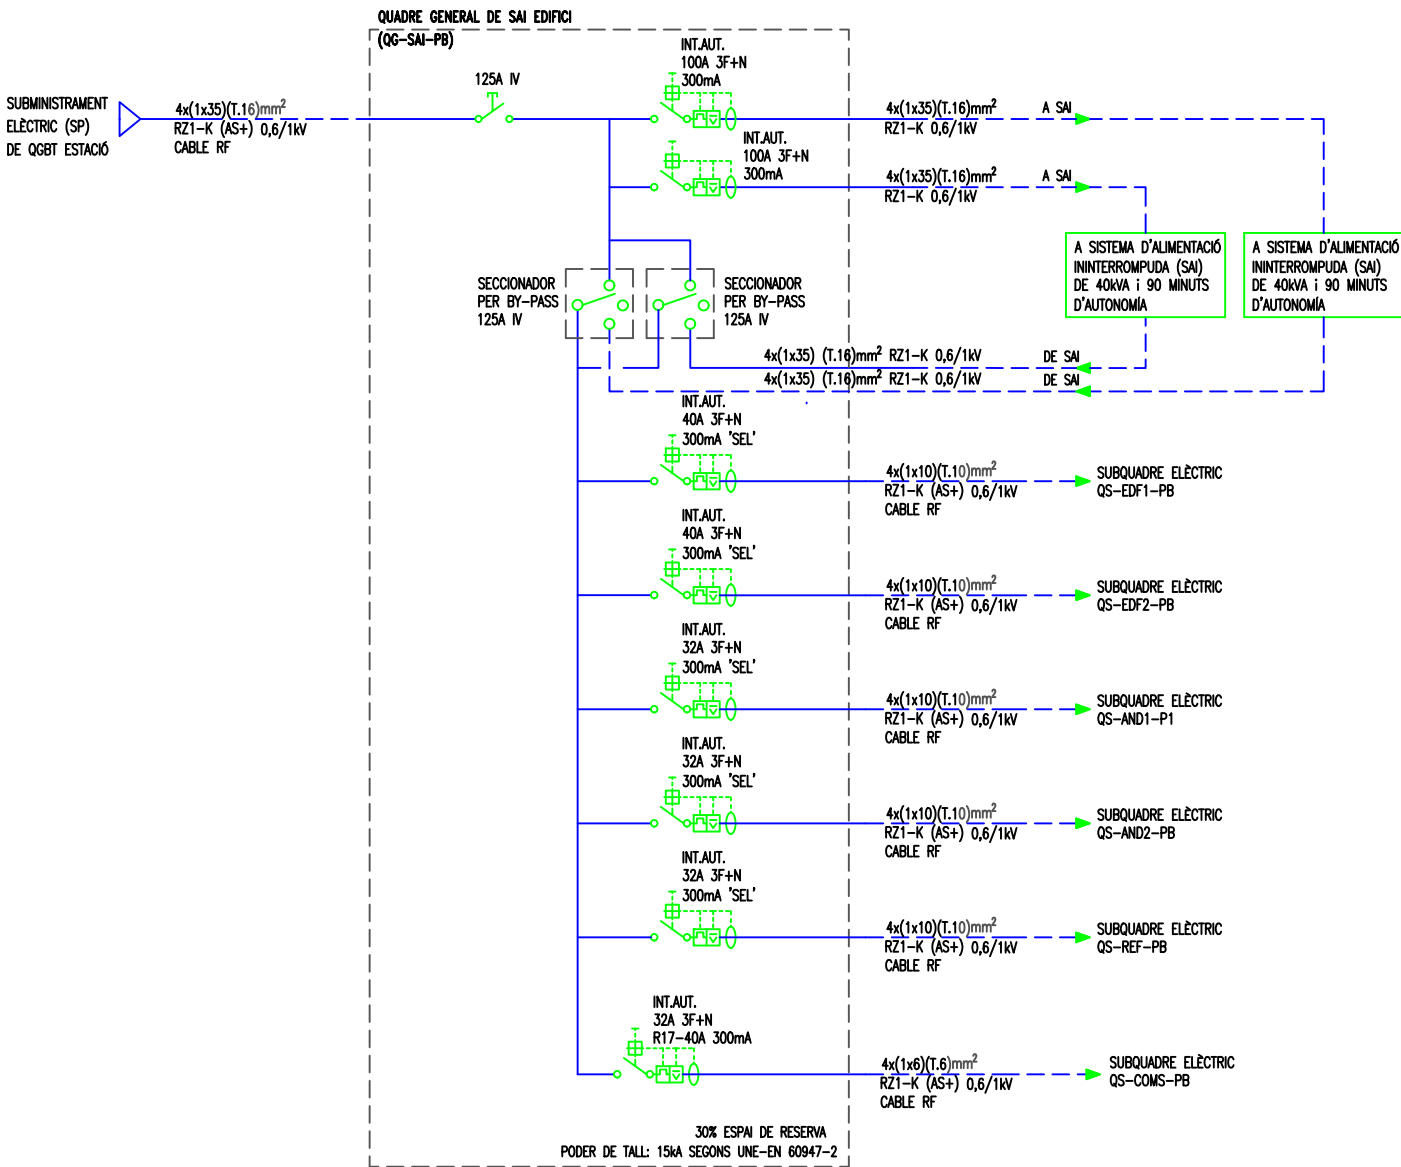 QUADRE GENERAL DE SAI EDIFICI
(QG-SAI-PB)
SUBMINISTRAMENT
ELÈCTRIC (SP)
DE QGBT ESTACIÓ
4x(1x35)(T.16)mm²
RZ1-K (AS+) 0,6/1kV
CABLE RF
125A IV
INT.AUT.
100A 3F+N
300mA
4x(1x35)(T.16)mm²
RZ1-K 0,6/1kV
A SAI
INT.AUT.
100A 3F+N
300mA
4x(1x35)(T.16)mm²
RZ1-K 0,6/1kV
A SAI
A SISTEMA D'ALIMENTACIÓ
ININTERROMPUDA (SAI)
DE 40kVA i 90 MINUTS
D'AUTONOMÍA
A SISTEMA D'ALIMENTACIÓ
ININTERROMPUDA (SAI)
DE 40kVA i 90 MINUTS
D'AUTONOMÍA
SECCIONADOR
PER BY-PASS
125A IV
SECCIONADOR
PER BY-PASS
125A IV
4x(1x35) (T.16)mm² RZ1-K 0,6/1kV
DE SAI
4x(1x35) (T.16)mm² RZ1-K 0,6/1kV
DE SAI
INT.AUT.
40A 3F+N
300mA 'SEL'
4x(1x10)(T.10)mm²
RZ1-K (AS+) 0,6/1kV
CABLE RF
SUBQUADRE ELÈCTRIC
QS-EDF1-PB
INT.AUT.
40A 3F+N
300mA 'SEL'
4x(1x10)(T.10)mm²
RZ1-K (AS+) 0,6/1kV
CABLE RF
SUBQUADRE ELÈCTRIC
QS-EDF2-PB
INT.AUT.
32A 3F+N
300mA 'SEL'
4x(1x10)(T.10)mm²
RZ1-K (AS+) 0,6/1kV
CABLE RF
SUBQUADRE ELÈCTRIC
QS-AND1-P1
INT.AUT.
32A 3F+N
300mA 'SEL'
4x(1x10)(T.10)mm²
RZ1-K (AS+) 0,6/1kV
CABLE RF
SUBQUADRE ELÈCTRIC
QS-AND2-PB
INT.AUT.
32A 3F+N
300mA 'SEL'
4x(1x10)(T.10)mm²
RZ1-K (AS+) 0,6/1kV
CABLE RF
SUBQUADRE ELÈCTRIC
QS-REF-PB
INT.AUT.
32A 3F+N
R17-40A 300mA
4x(1x6)(T.6)mm²
RZ1-K (AS+) 0,6/1kV
CABLE RF
SUBQUADRE ELÈCTRIC
QS-COMS-PB
30% ESPAI DE RESERVA
PODER DE TALL: 15kA SEGONS UNE-EN 60947-2